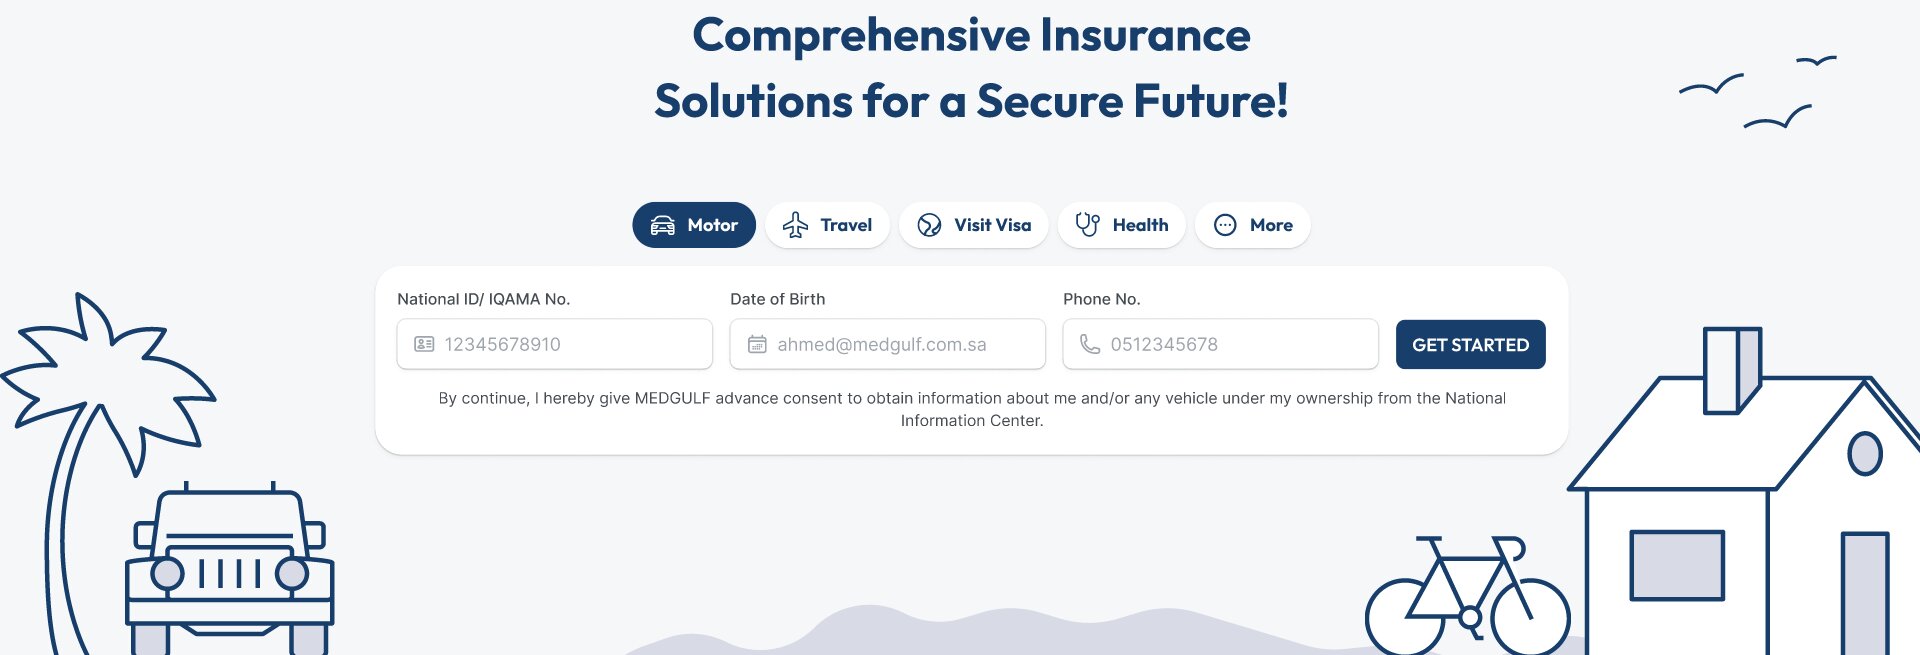 Comprehensive Insurance
Solutions for a Secure Future!
Motor
Travel
Visit Visa
Health
More
National ID/ IQAMA No.
Date of Birth
Phone No.
12345678910
ahmed@medgulf.com.sa
0512345678
GET STARTED
By continue, I hereby give MEDGULF advance consent to obtain information about me and/or any vehicle under my ownership from the National
Information Center.